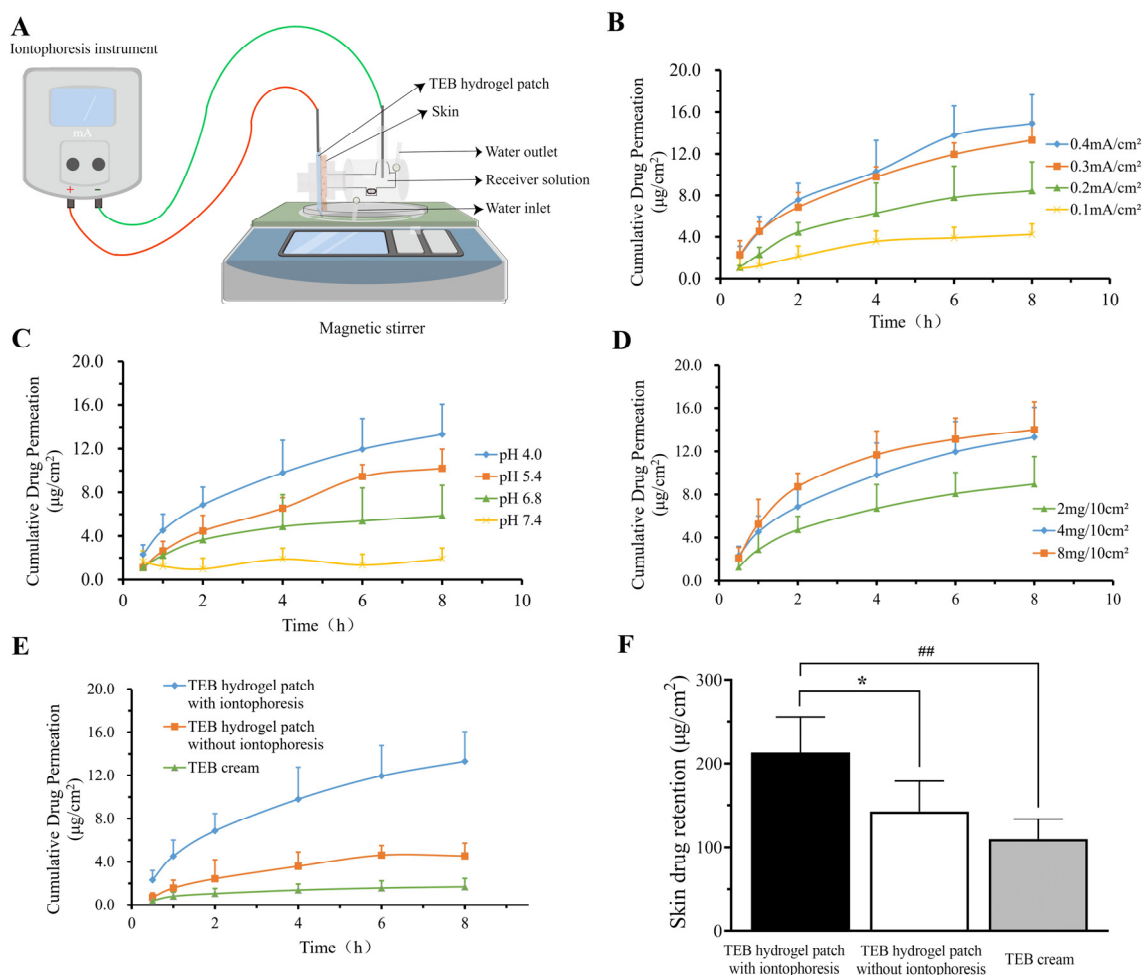 A
Iontophoresis instrument
mA
+ −
TEB hydrogel patch
Skin
Water outlet
Receiver solution
Water inlet
Magnetic stirrer
B
Cumulative Drug Permeation
(μg/cm²)
20.0
16.0
12.0
8.0
4.0
0.0
0 2 4 6 8 10
Time（h）
0.4mA/cm²
0.3mA/cm²
0.2mA/cm²
0.1mA/cm²
C
Cumulative Drug Permeation
(μg/cm²)
20.0
16.0
12.0
8.0
4.0
0.0
0 2 4 6 8 10
Time（h）
pH 4.0
pH 5.4
pH 6.8
pH 7.4
D
Cumulative Drug Permeation
(μg/cm²)
20.0
16.0
12.0
8.0
4.0
0.0
0 2 4 6 8 10
Time（h）
2mg/10cm²
4mg/10cm²
8mg/10cm²
E
Cumulative Drug Permeation
(μg/cm²)
20.0
16.0
12.0
8.0
4.0
0.0
0 2 4 6 8
Time（h）
TEB hydrogel patch
with iontophoresis
TEB hydrogel patch
without iontophoresis
TEB cream
F
Skin drug retention (μg/cm²)
300
200
100
0
*
##
TEB hydrogel patch
with iontophoresis
TEB hydrogel patch
without iontophoresis
TEB cream